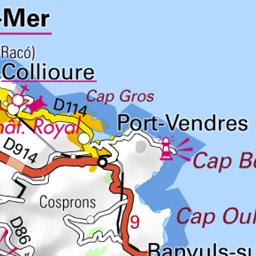 -Mer
Racó)
Collioure
Cap Gros
D114
Port-Vendres
hât. Royal
D914
Cap Bé
Cosprons
Cap Oul
9
D86
Banyuls-su